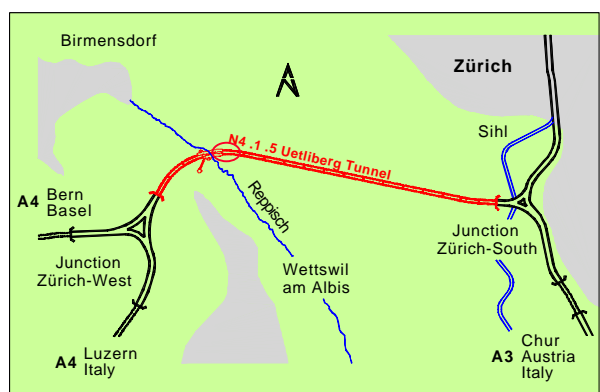 Birmensdorf
Zürich
Sihl
N4 .1 .5 Uetliberg Tunnel
Reppisch
A4 Bern
Basel
Junction
Zürich-West
Junction
Zürich-South
Wettswil
am Albis
A4 Luzern
Italy
A3 Chur
Austria
Italy